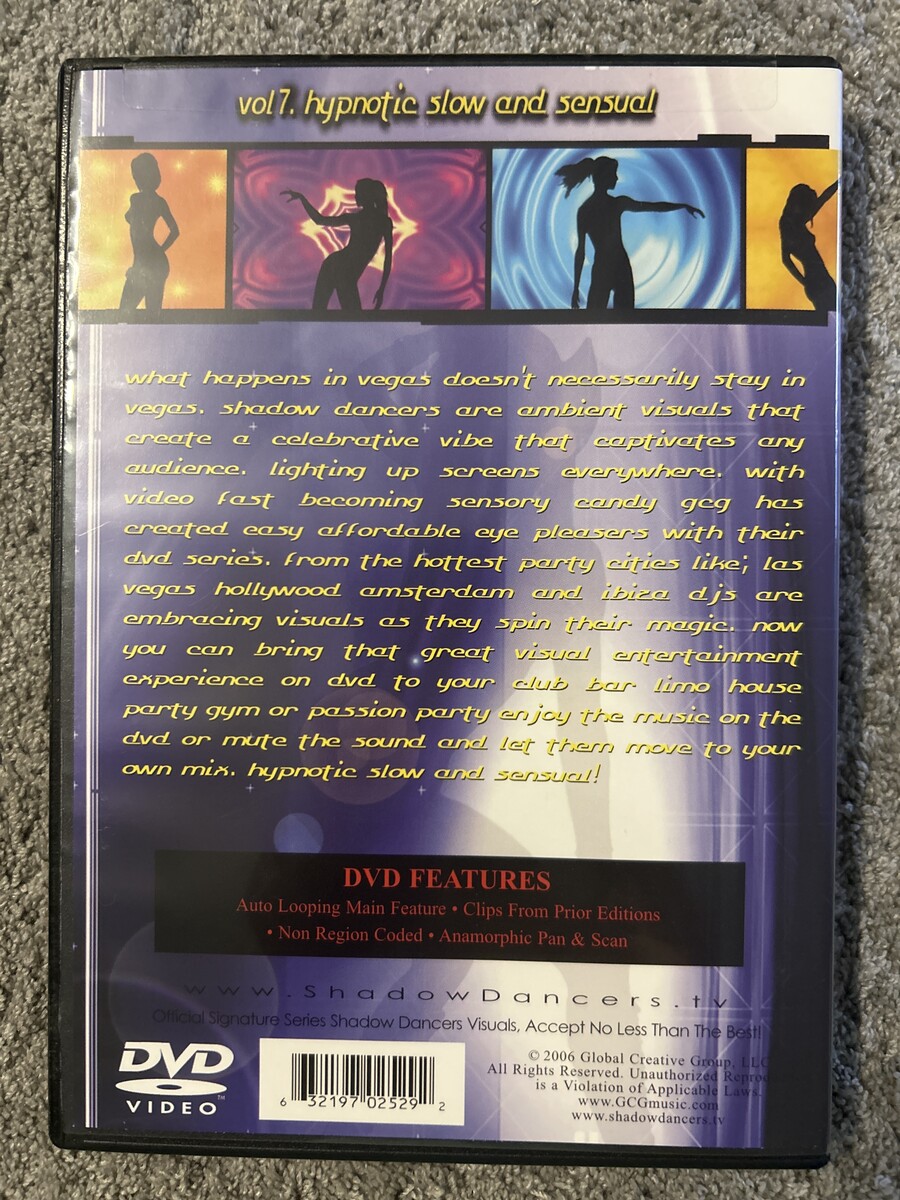 vol7. hypnotic slow and sensual
what happens in vegas doesn't necessarily stay in
vegas. shadow dancers are ambient visuals that
create a celebrative vibe that captivates any
audience. lighting up screens everywhere. with
video fast becoming sensory candy gcg has
created easy affordable eye pleasers with their
dvd series. from the hottest party cities like; las
vegas hollywood amsterdam and ibiza djs are
embracing visuals as they spin their magic. now
you can bring that great visual entertainment
experience on dvd to your club bar limo house
party gym or passion party enjoy the music on the
dvd or mute the sound and let them move to your
own mix. hypnotic slow and sensual!
DVD FEATURES
Auto Looping Main Feature • Clips From Prior Editions
• Non Region Coded • Anamorphic Pan & Scan
www.ShadowDancers.tv
Official Signature Series Shadow Dancers Visuals, Accept No Less Than The Best!
DVD
VIDEO
TM
6 32197 02529 2
© 2006 Global Creative Group, LLC
All Rights Reserved. Unauthorized
is a Violation of Applicable Laws.
www.GCGmusic.com
www.shadowdancers.tv